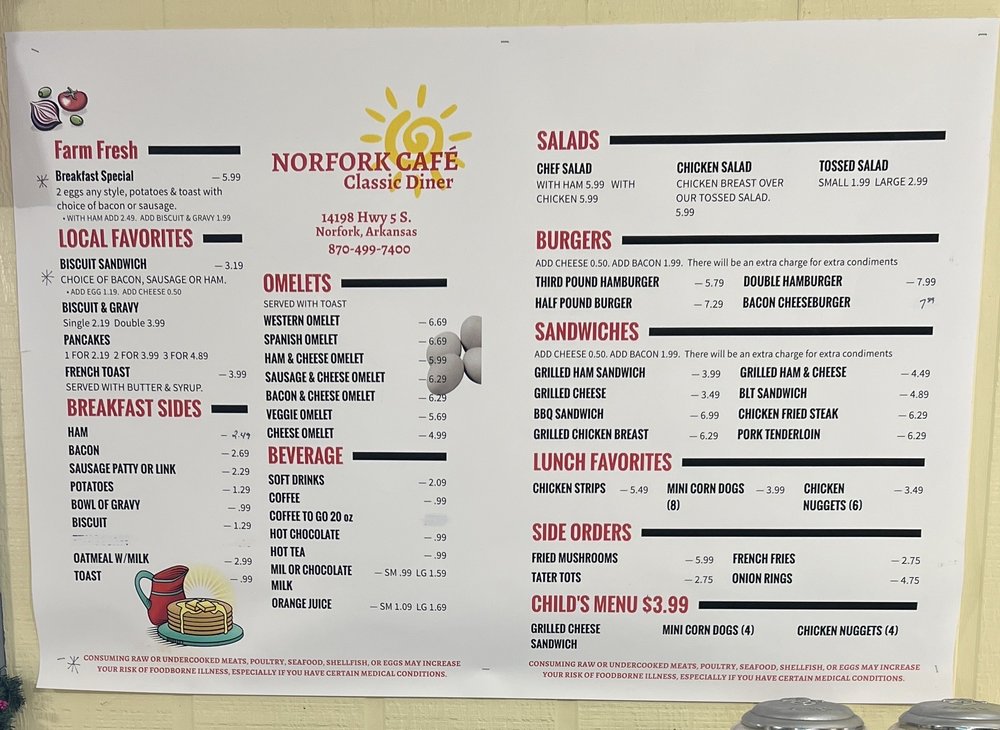 Farm Fresh
Breakfast Special — 5.99
2 eggs any style, potatoes & toast with
choice of bacon or sausage.
• WITH HAM ADD 2.49. ADD BISCUIT & GRAVY 1.99
LOCAL FAVORITES
BISCUIT SANDWICH — 3.19
CHOICE OF BACON, SAUSAGE OR HAM.
• ADD EGG 1.19. ADD CHEESE 0.50
BISCUIT & GRAVY
Single 2.19 Double 3.99
PANCAKES
1 FOR 2.19 2 FOR 3.99 3 FOR 4.89
FRENCH TOAST — 3.99
SERVED WITH BUTTER & SYRUP.
BREAKFAST SIDES
HAM — 2.49
BACON — 2.69
SAUSAGE PATTY OR LINK — 2.29
POTATOES — 1.29
BOWL OF GRAVY — .99
BISCUIT — 1.29
OATMEAL W/MILK — 2.99
TOAST — .99
NORFORK CAFÉ
Classic Diner
14198 Hwy 5 S.
Norfork, Arkansas
870-499-7400
OMELETS
SERVED WITH TOAST
WESTERN OMELET — 6.69
SPANISH OMELET — 6.69
HAM & CHEESE OMELET — 5.99
SAUSAGE & CHEESE OMELET — 6.29
BACON & CHEESE OMELET — 6.29
VEGGIE OMELET — 5.69
CHEESE OMELET — 4.99
BEVERAGE
SOFT DRINKS — 2.09
COFFEE — .99
COFFEE TO GO 20 oz
HOT CHOCOLATE — .99
HOT TEA — .99
MIL OR CHOCOLATE — SM .99 LG 1.59
MILK
ORANGE JUICE — SM 1.09 LG 1.69
CONSUMING RAW OR UNDERCOOKED MEATS, POULTRY, SEAFOOD, SHELLFISH, OR EGGS MAY INCREASE
YOUR RISK OF FOODBORNE ILLNESS, ESPECIALLY IF YOU HAVE CERTAIN MEDICAL CONDITIONS.
SALADS
CHEF SALAD
WITH HAM 5.99 WITH
CHICKEN 5.99
CHICKEN SALAD
CHICKEN BREAST OVER
OUR TOSSED SALAD.
5.99
TOSSED SALAD
SMALL 1.99 LARGE 2.99
BURGERS
ADD CHEESE 0.50. ADD BACON 1.99. There will be an extra charge for extra condiments
THIRD POUND HAMBURGER — 5.79 DOUBLE HAMBURGER — 7.99
HALF POUND BURGER — 7.29 BACON CHEESEBURGER 7.99
SANDWICHES
ADD CHEESE 0.50. ADD BACON 1.99. There will be an extra charge for extra condiments
GRILLED HAM SANDWICH — 3.99 GRILLED HAM & CHEESE — 4.49
GRILLED CHEESE — 3.49 BLT SANDWICH — 4.89
BBQ SANDWICH — 6.99 CHICKEN FRIED STEAK — 6.29
GRILLED CHICKEN BREAST — 6.29 PORK TENDERLOIN — 6.29
LUNCH FAVORITES
CHICKEN STRIPS — 5.49 MINI CORN DOGS — 3.99 CHICKEN — 3.49
(8) NUGGETS (6)
SIDE ORDERS
FRIED MUSHROOMS — 5.99 FRENCH FRIES — 2.75
TATER TOTS — 2.75 ONION RINGS — 4.75
CHILD'S MENU $3.99
GRILLED CHEESE MINI CORN DOGS (4) CHICKEN NUGGETS (4)
SANDWICH
CONSUMING RAW OR UNDERCOOKED MEATS, POULTRY, SEAFOOD, SHELLFISH, OR EGGS MAY INCREASE
YOUR RISK OF FOODBORNE ILLNESS, ESPECIALLY IF YOU HAVE CERTAIN MEDICAL CONDITIONS.